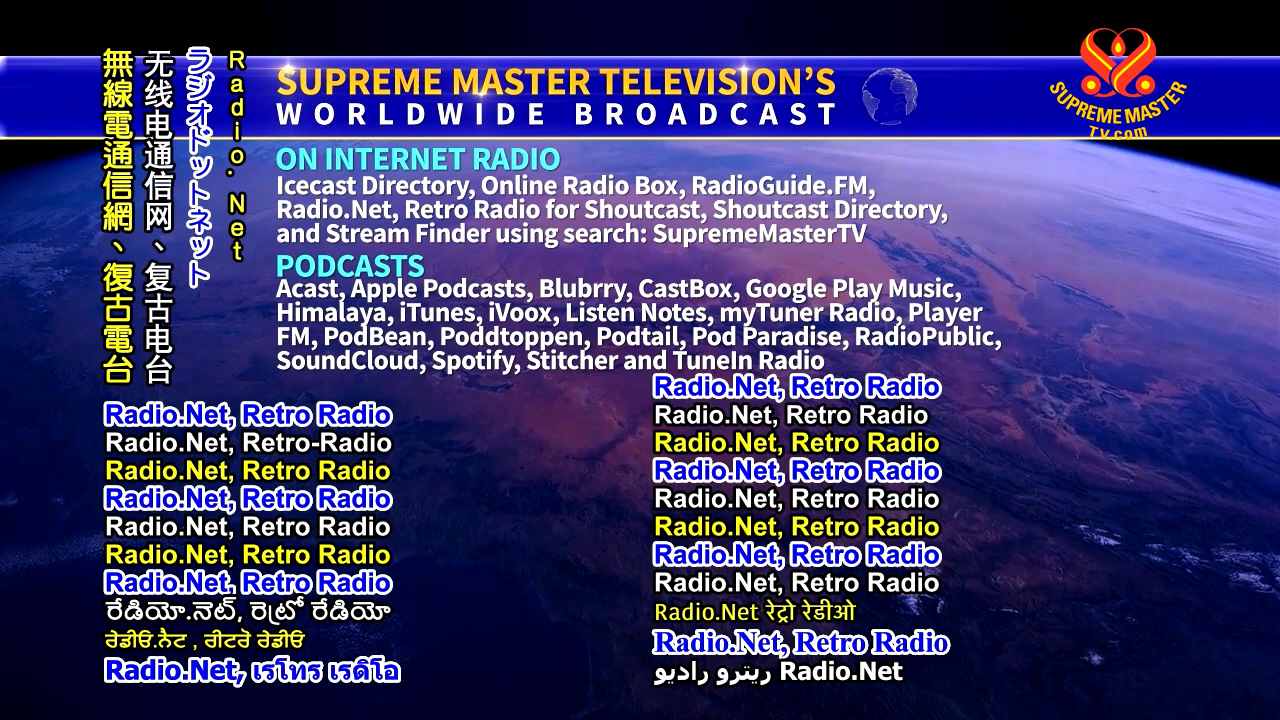 無線電通信網、復古電台
无线电通信网、复古电台
ラジオドットネット
Radio. Net
SUPREME MASTER TELEVISION'S
WORLDWIDE BROADCAST
SUPREME MASTER
TV.com
ON INTERNET RADIO
Icecast Directory, Online Radio Box, RadioGuide.FM,
Radio.Net, Retro Radio for Shoutcast, Shoutcast Directory,
and Stream Finder using search: SupremeMasterTV
PODCASTS
Acast, Apple Podcasts, Blubrry, CastBox, Google Play Music,
Himalaya, iTunes, iVoox, Listen Notes, myTuner Radio, Player
FM, PodBean, Poddtoppen, Podtail, Pod Paradise, RadioPublic,
SoundCloud, Spotify, Stitcher and TuneIn Radio
Radio.Net, Retro Radio
Radio.Net, Retro-Radio
Radio.Net, Retro Radio
Radio.Net, Retro Radio
Radio.Net, Retro Radio
Radio.Net, Retro Radio
Radio.Net, Retro Radio
రేడియో.నెట్, రెట్రో రేడియో
ਰੇਡੀਓ.ਨੈਟ , ਰੀਟਰੋ ਰੇਡੀਓ
Radio.Net, เรโทร เรดิโอ
Radio.Net, Retro Radio
Radio.Net, Retro Radio
Radio.Net, Retro Radio
Radio.Net, Retro Radio
Radio.Net, Retro Radio
Radio.Net, Retro Radio
Radio.Net, Retro Radio
Radio.Net, Retro Radio
Radio.Net रेट्रो रेडीओ
Radio.Net, Retro Radio
Radio.Net ریترو رادیو